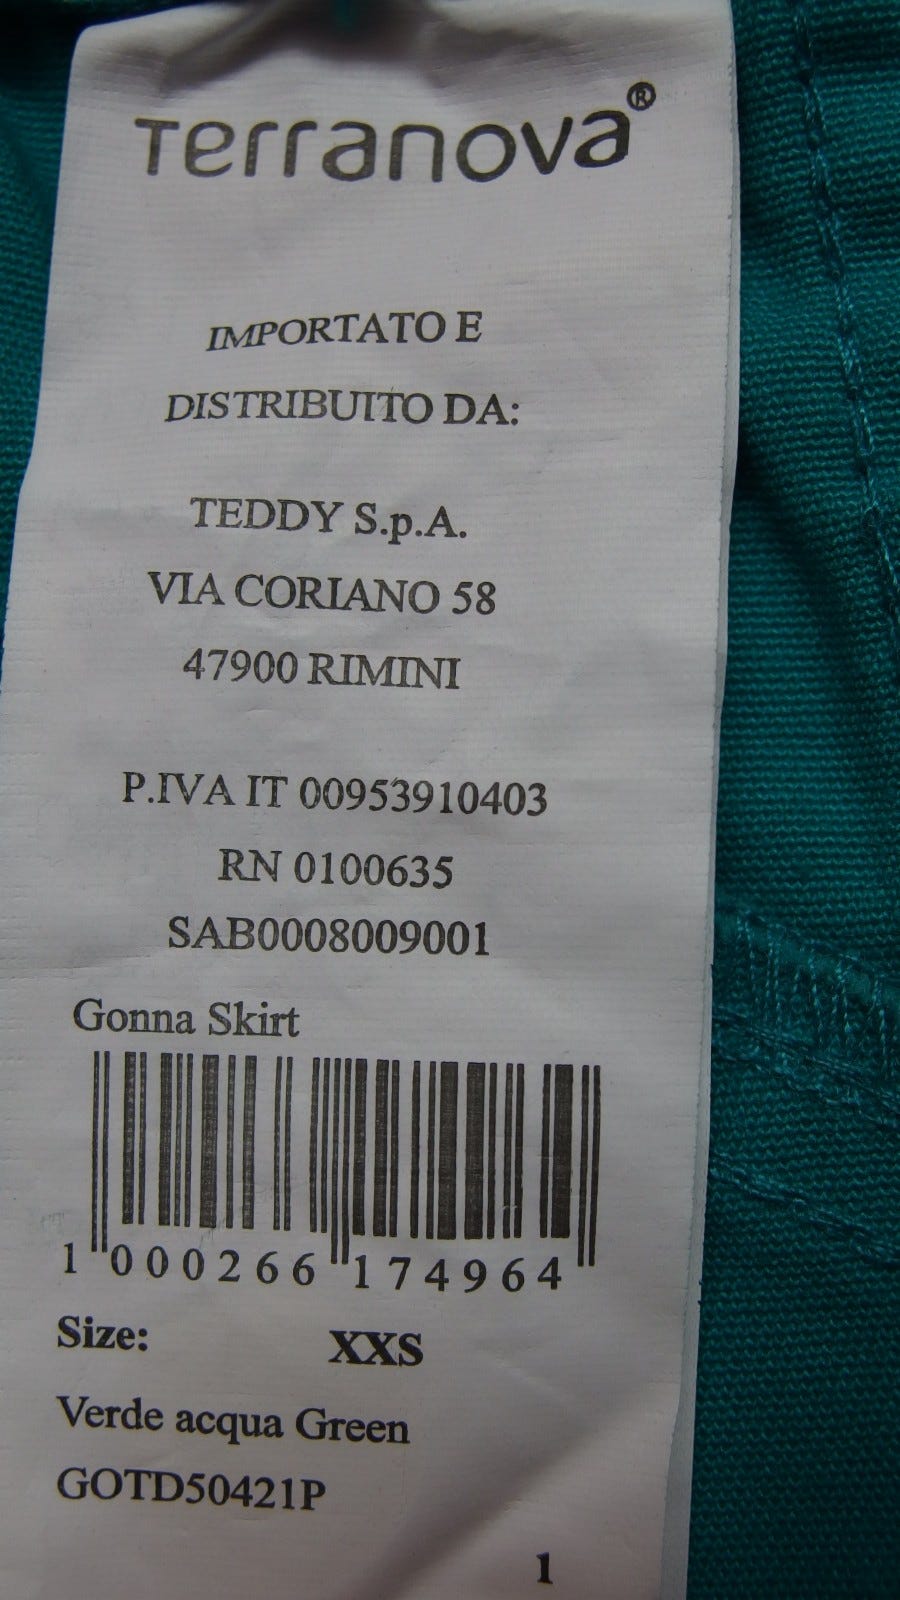 Terranova®
IMPORTATO E
DISTRIBUITO DA:
TEDDY S.p.A.
VIA CORIANO 58
47900 RIMINI
P.IVA IT 00953910403
RN 0100635
SAB0008009001
Gonna Skirt
1 000266 174964
Size: XXS
Verde acqua Green
GOTD50421P
1